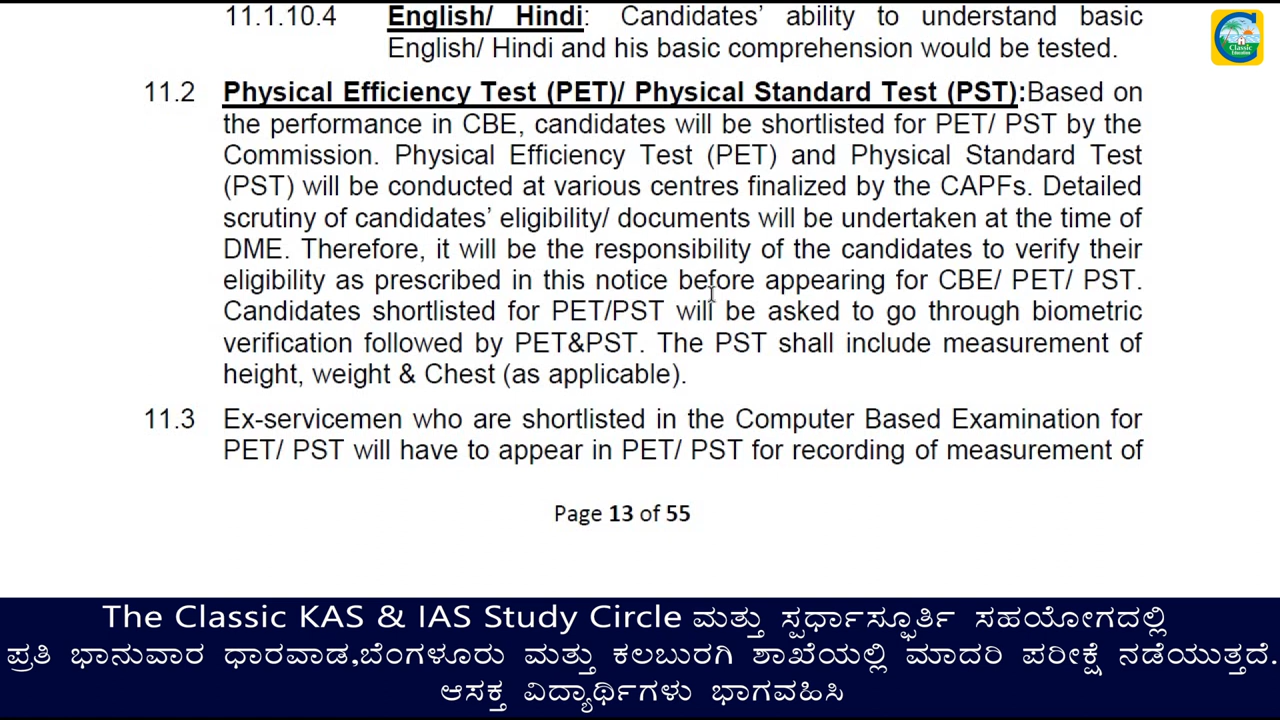 11.1.10.4 English/ Hindi: Candidates’ ability to understand basic
English/ Hindi and his basic comprehension would be tested.
Classic
Education
11.2 Physical Efficiency Test (PET)/ Physical Standard Test (PST):Based on
the performance in CBE, candidates will be shortlisted for PET/ PST by the
Commission. Physical Efficiency Test (PET) and Physical Standard Test
(PST) will be conducted at various centres finalized by the CAPFs. Detailed
scrutiny of candidates’ eligibility/ documents will be undertaken at the time of
DME. Therefore, it will be the responsibility of the candidates to verify their
eligibility as prescribed in this notice before appearing for CBE/ PET/ PST.
Candidates shortlisted for PET/PST will be asked to go through biometric
verification followed by PET&PST. The PST shall include measurement of
height, weight & Chest (as applicable).
11.3 Ex-servicemen who are shortlisted in the Computer Based Examination for
PET/ PST will have to appear in PET/ PST for recording of measurement of
Page 13 of 55
The Classic KAS & IAS Study Circle ಮತ್ತು ಸ್ಪರ್ಧಾಸ್ಫೂರ್ತಿ ಸಹಯೋಗದಲ್ಲಿ
ಪ್ರತಿ ಭಾನುವಾರ ಧಾರವಾಡ,ಬೆಂಗಳೂರು ಮತ್ತು ಕಲಬುರಗಿ ಶಾಖೆಯಲ್ಲಿ ಮಾದರಿ ಪರೀಕ್ಷೆ ನಡೆಯುತ್ತದೆ.
ಆಸಕ್ತ ವಿದ್ಯಾರ್ಥಿಗಳು ಭಾಗವಹಿಸಿ